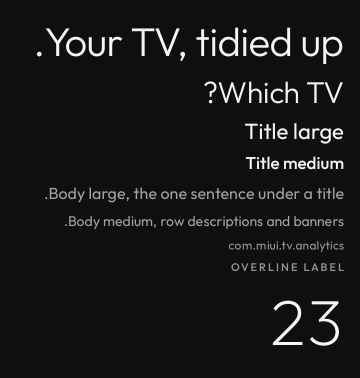 .Your TV, tidied up
?Which TV
Title large
Title medium
.Body large, the one sentence under a title
.Body medium, row descriptions and banners
com.miui.tv.analytics
OVERLINE LABEL
23